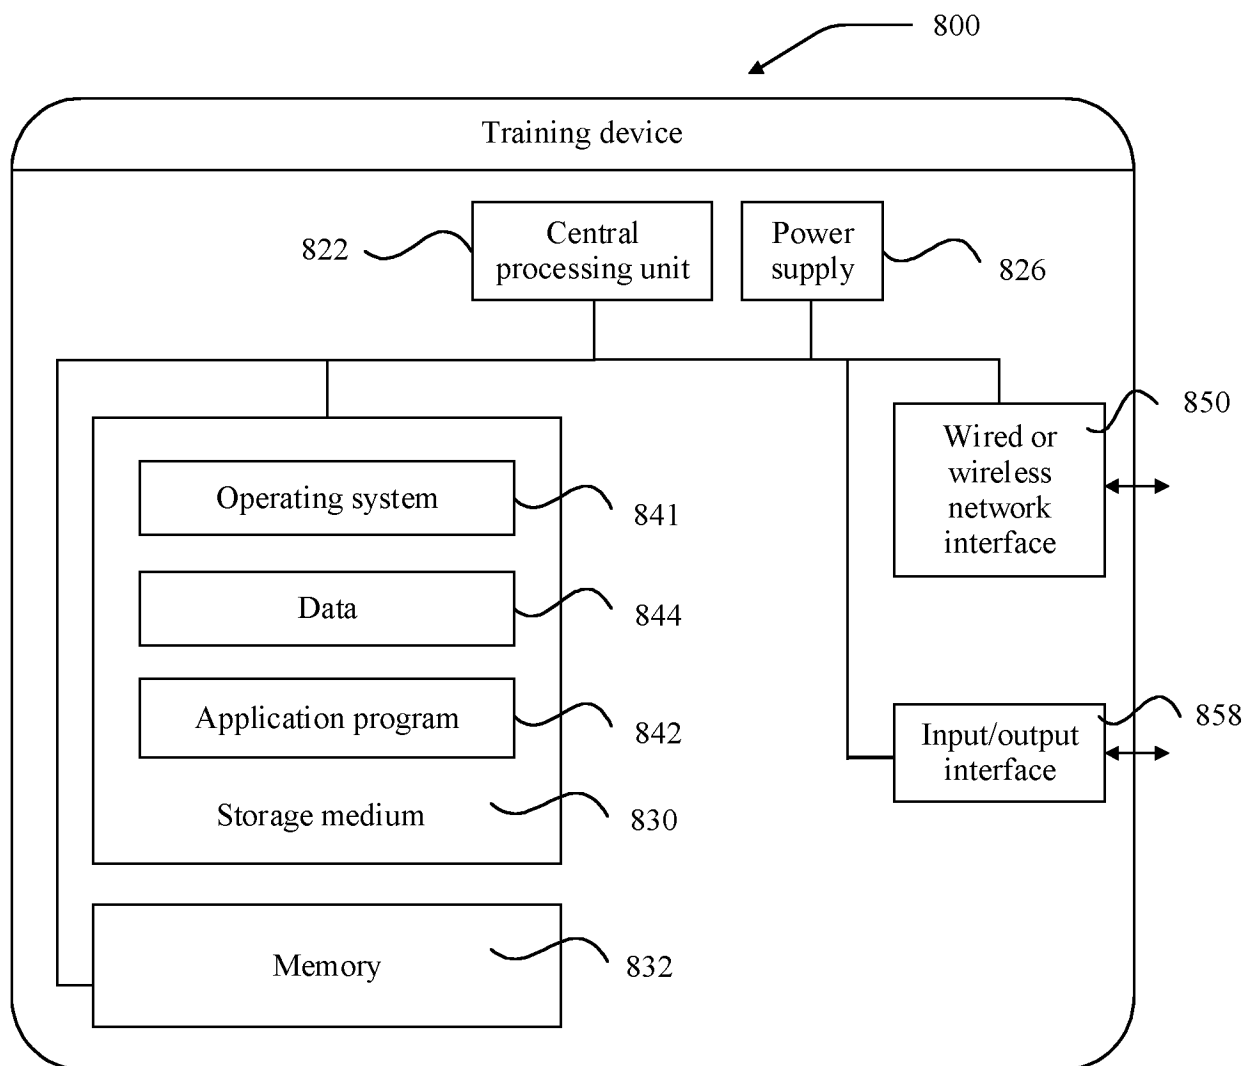 800
Training device
822
Central
processing unit
Power
supply
826
850
Wired or
wireless
network
interface
Operating system
841
Data
844
Application program
842
858
Input/output
interface
Storage medium
830
Memory
832